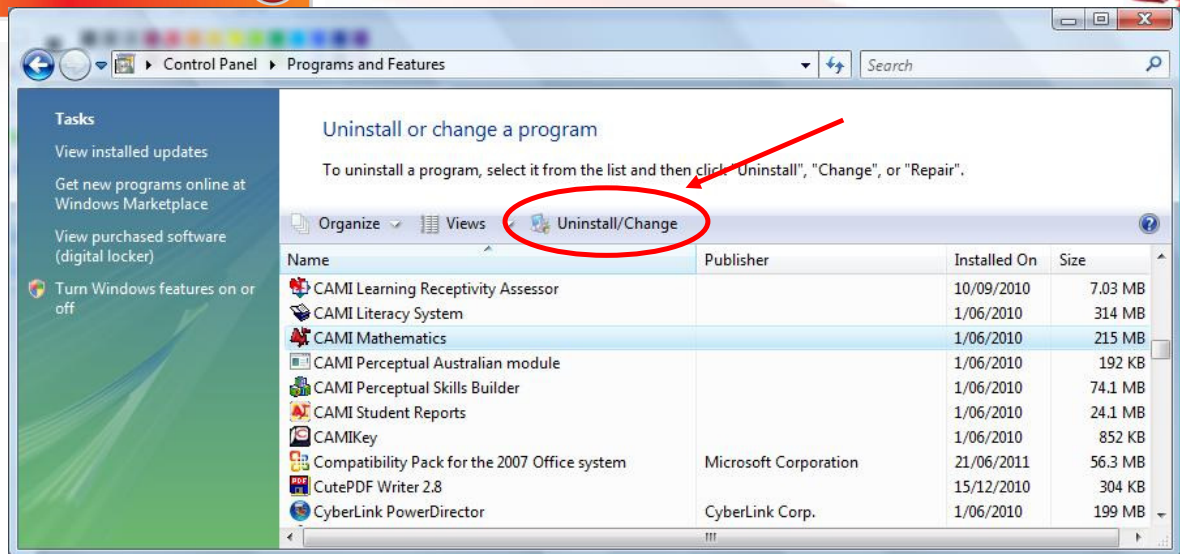 Control Panel ▸ Programs and Features
Search
Tasks
View installed updates
Get new programs online at
Windows Marketplace
View purchased software
(digital locker)
Turn Windows features on or
off
Uninstall or change a program
To uninstall a program, select it from the list and then click "Uninstall", "Change", or "Repair".
Organize Views Uninstall/Change
Name Publisher Installed On Size
CAMI Learning Receptivity Assessor 10/09/2010 7.03 MB
CAMI Literacy System 1/06/2010 314 MB
CAMI Mathematics 1/06/2010 215 MB
CAMI Perceptual Australian module 1/06/2010 192 KB
CAMI Perceptual Skills Builder 1/06/2010 74.1 MB
CAMI Student Reports 1/06/2010 24.1 MB
CAMIKey 1/06/2010 852 KB
Compatibility Pack for the 2007 Office system Microsoft Corporation 21/06/2011 56.3 MB
CutePDF Writer 2.8 15/12/2010 304 KB
CyberLink PowerDirector CyberLink Corp. 1/06/2010 199 MB